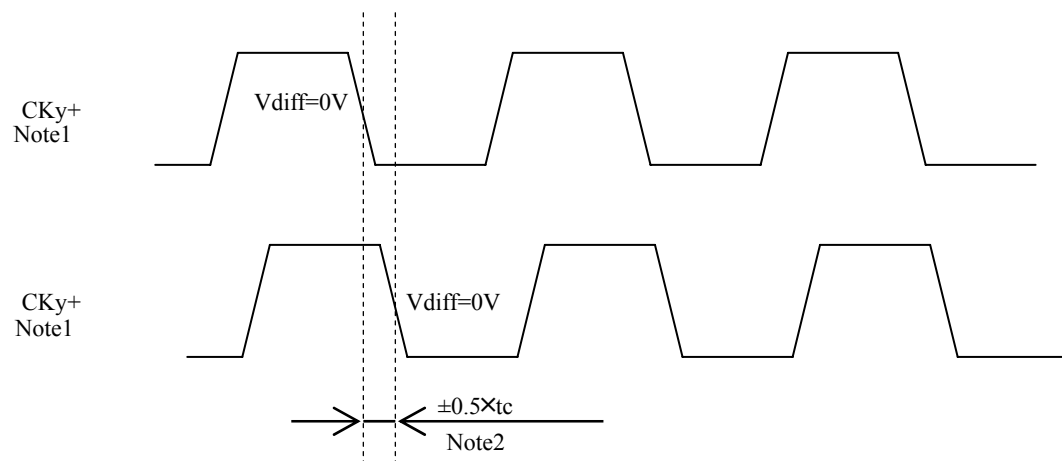 CKy+
Note1
Vdiff=0V
CKy+
Note1
Vdiff=0V
±0.5×tc
Note2